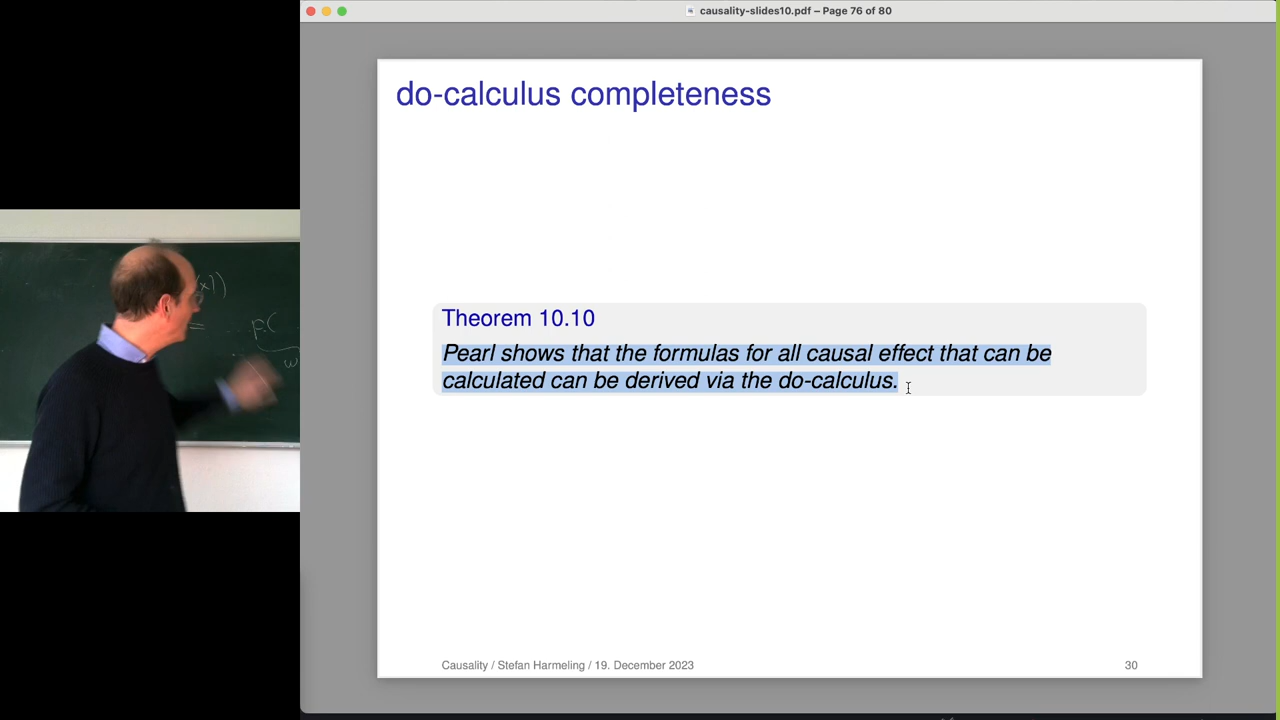 causality-slides10.pdf – Page 76 of 80
do-calculus completeness
Theorem 10.10
Pearl shows that the formulas for all causal effect that can be
calculated can be derived via the do-calculus.
Causality / Stefan Harmeling / 19. December 2023
30
x])
=
p(
w